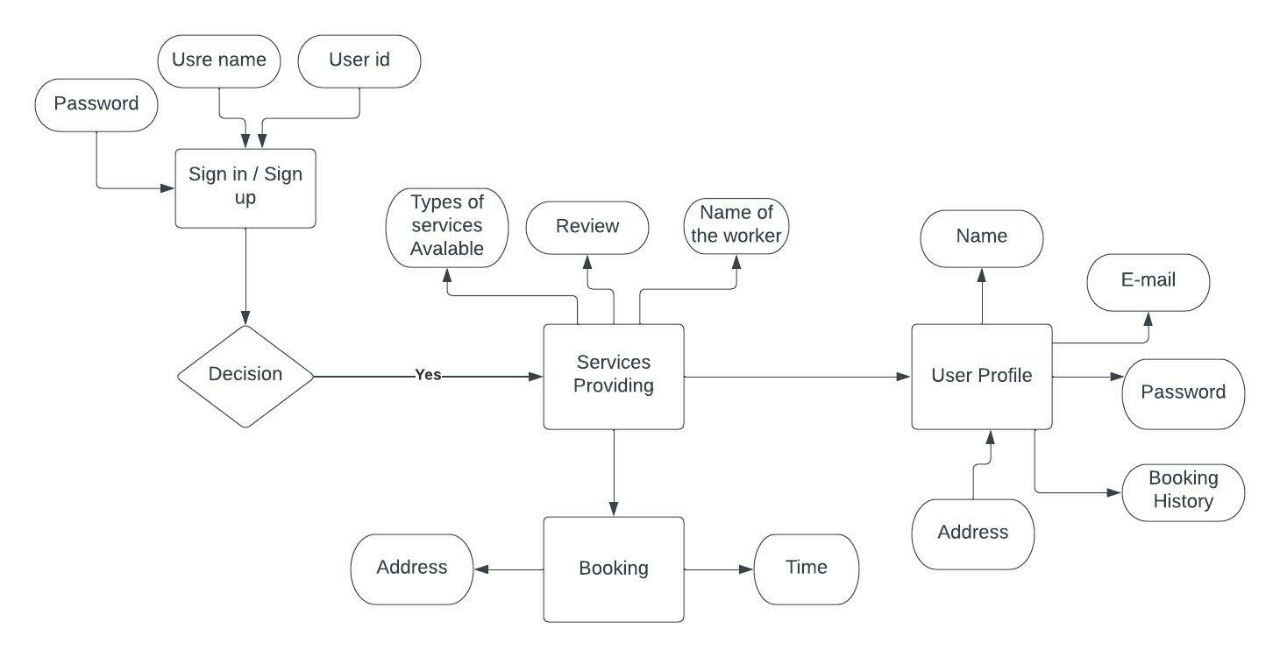 Usre name
User id
Password
Sign in / Sign
up
Types of
services
Avalable
Review
Name of
the worker
Name
E-mail
Decision
Yes
Services
Providing
User Profile
Password
Booking
History
Address
Address
Booking
Time